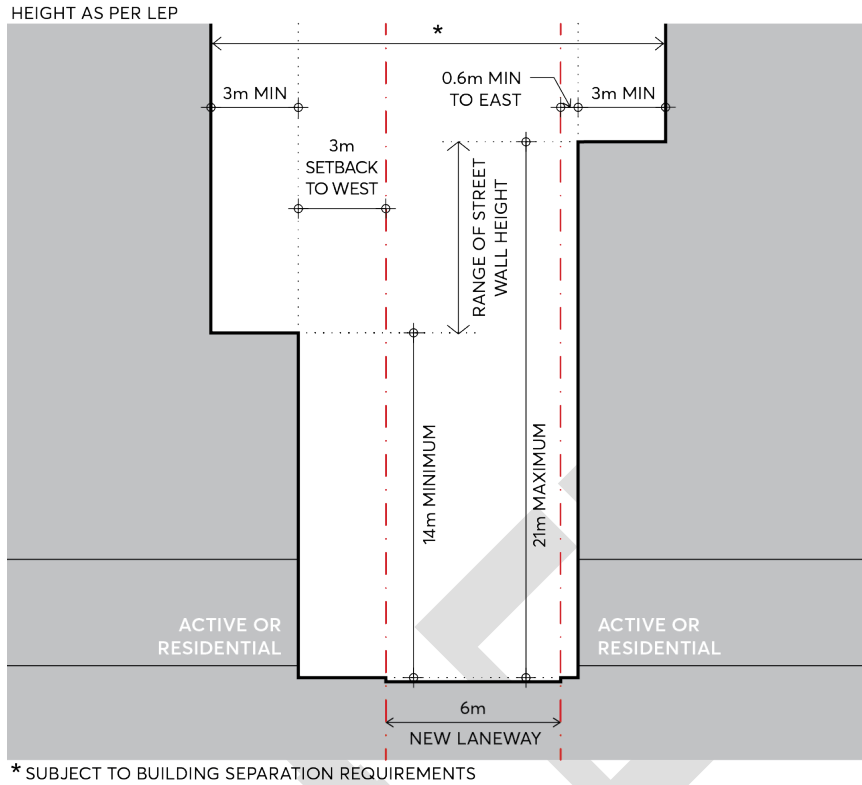 HEIGHT AS PER LEP
*
0.6m MIN
TO EAST
3m MIN
3m MIN
3m
SETBACK
TO WEST
RANGE OF STREET
WALL HEIGHT
14m MINIMUM
21m MAXIMUM
ACTIVE OR
RESIDENTIAL
ACTIVE OR
RESIDENTIAL
6m
NEW LANEWAY
* SUBJECT TO BUILDING SEPARATION REQUIREMENTS